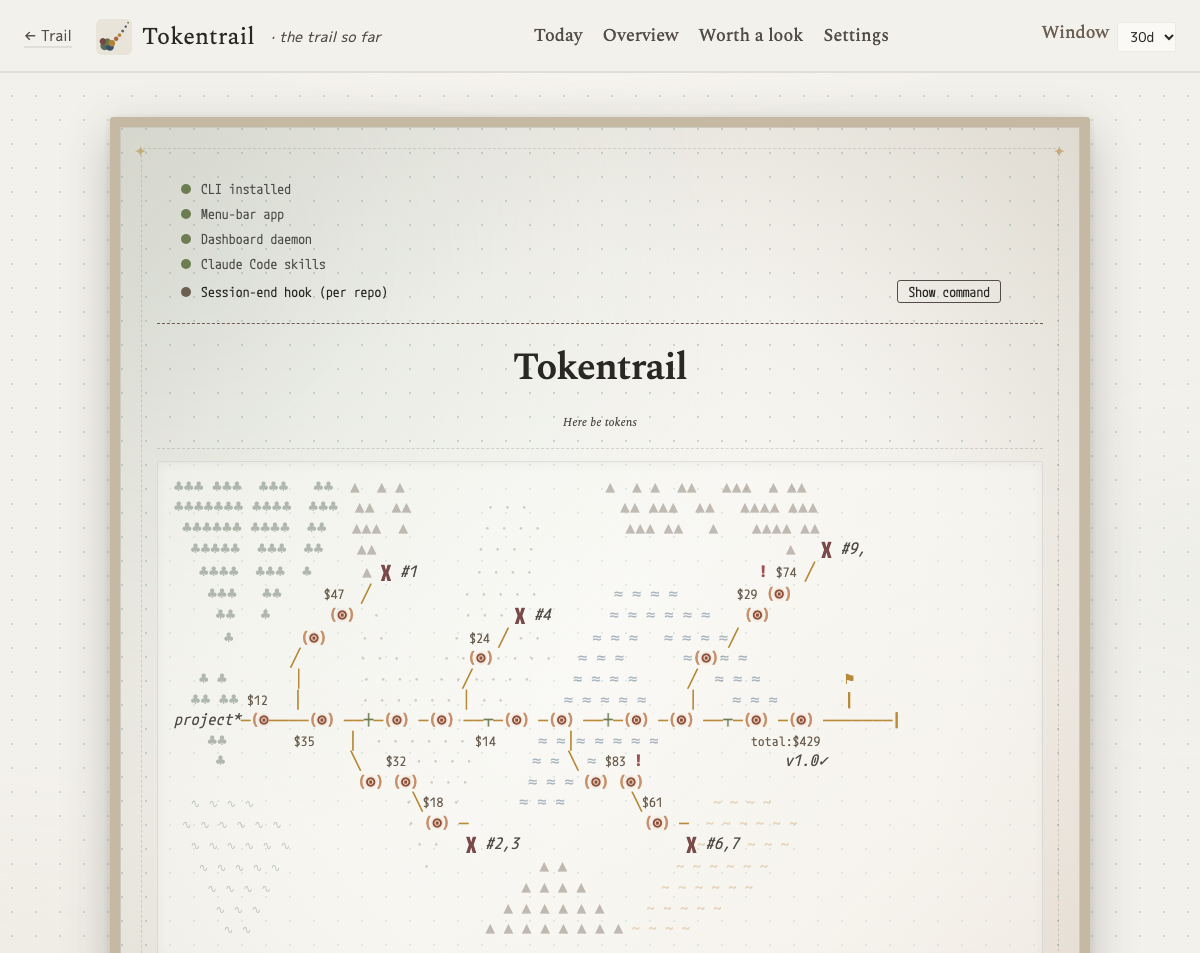 ← Trail
Tokentrail · the trail so far
Today Overview Worth a look Settings
Window 30d
CLI installed
Menu-bar app
Dashboard daemon
Claude Code skills
Session-end hook (per repo) Show command
Tokentrail
Here be tokens
X #9,
X #1 ! $74
$47 $29
X #4
$24
$12
project*
$35 $14 total:$429
$32 $83 ! v1.0✓
$18 $61
X #2,3 X #6,7